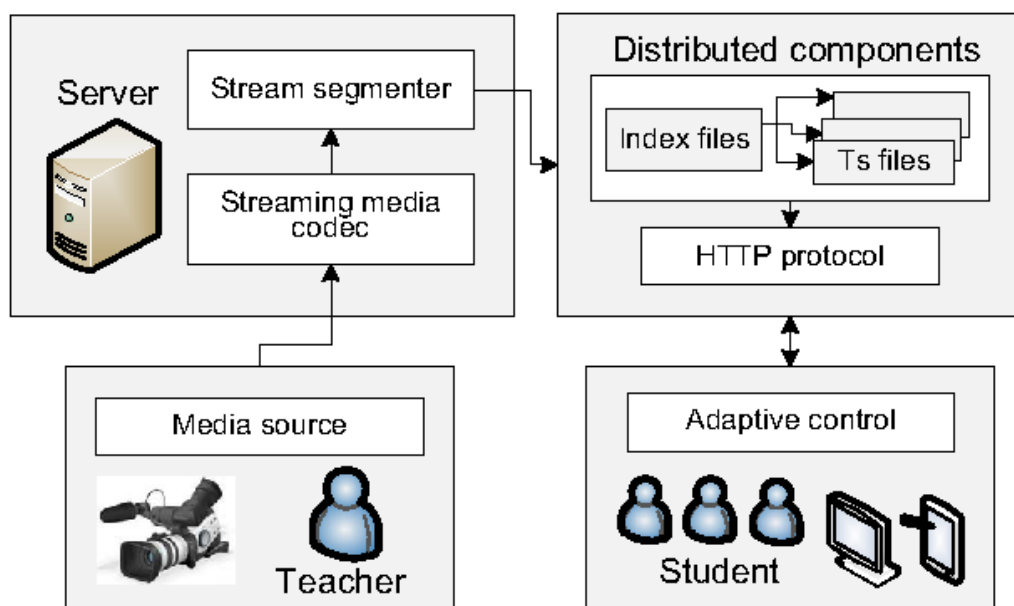 Server
Stream segmenter
Streaming media
codec
Distributed components
Index files
Ts files
HTTP protocol
Media source
Teacher
Adaptive control
Student